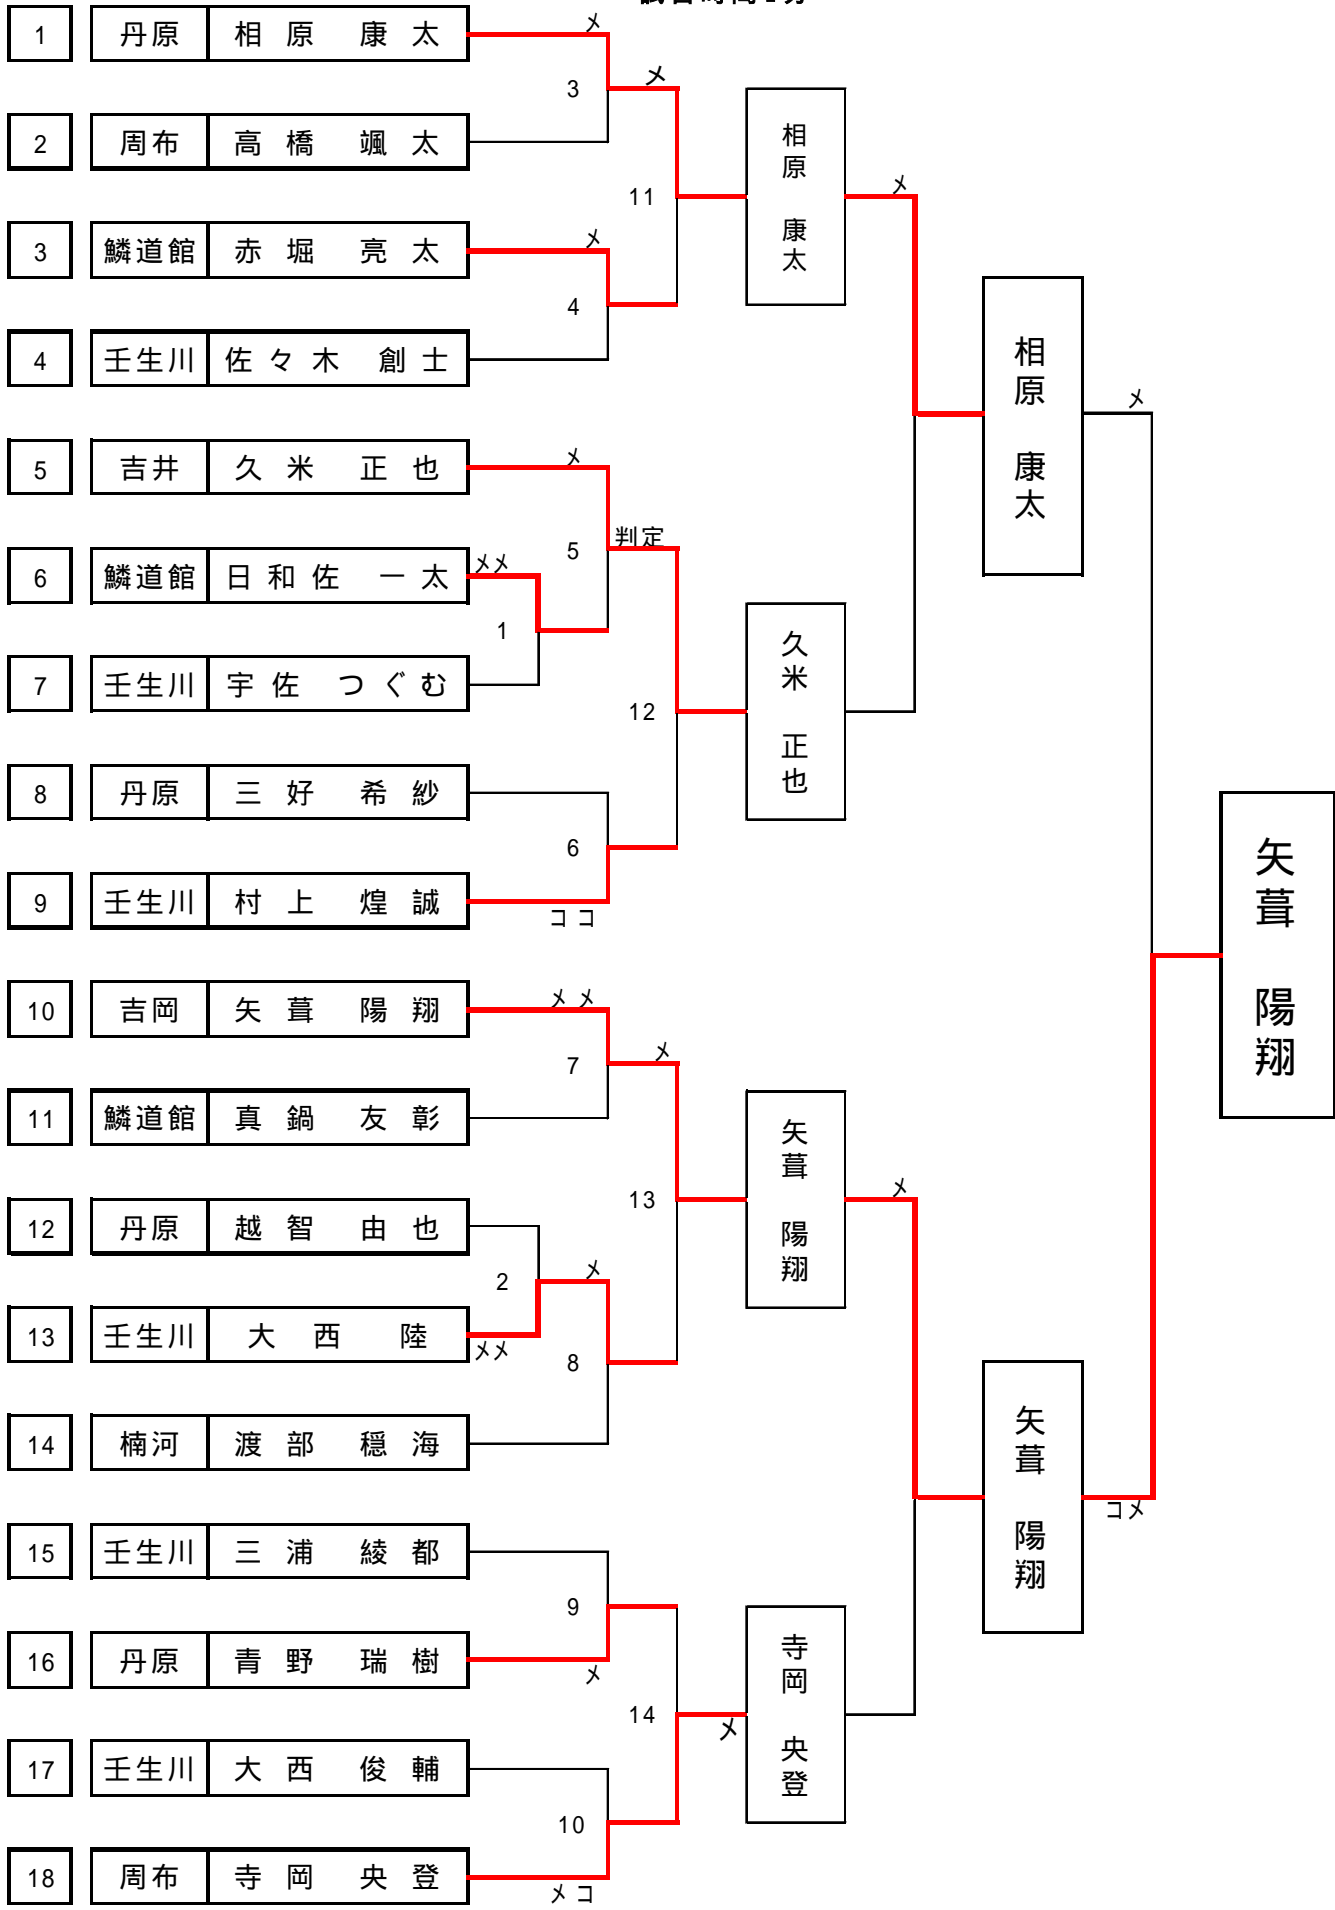 メ
1 丹原 相原 康太
メ
3
2 周布 高橋 颯太
相原 康太
メ
11
3 鱗道館 赤堀 亮太
メ
4
4 壬生川 佐々木 創士
相原 康太
メ
5 吉井 久米 正也
メ
判定
5
6 鱗道館 日和佐 一太
メメ
1
7 壬生川 宇佐 つぐむ
久米 正也
12
8 丹原 三好 希紗
6
9 壬生川 村上 煌誠
ココ
矢葺 陽翔
10 吉岡 矢葺 陽翔
メメ
メ
7
11 鱗道館 真鍋 友彰
矢葺 陽翔
メ
13
12 丹原 越智 由也
メ
2
13 壬生川 大西 陸
メメ
8
14 楠河 渡部 穏海
矢葺 陽翔
コメ
15 壬生川 三浦 綾都
9
16 丹原 青野 瑞樹
メ
寺岡 央登
14
メ
17 壬生川 大西 俊輔
10
18 周布 寺岡 央登
メコ